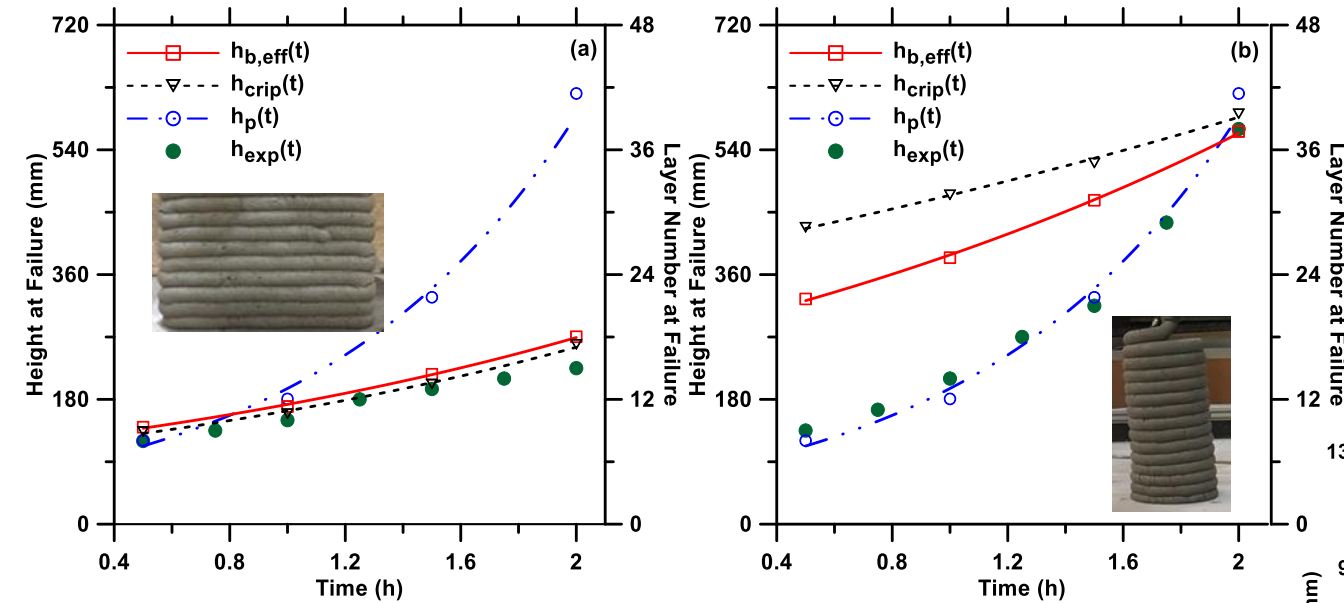 720
540
360
180
0
Height at Failure (mm)
0.4
0.8
1.2
1.6
2
Time (h)
48
36
24
12
0
Layer Number at Failure
(a)
h_b,eff(t)
h_crip(t)
h_p(t)
h_exp(t)
720
540
360
180
0
Height at Failure (mm)
0.4
0.8
1.2
1.6
2
Time (h)
48
36
24
12
0
Layer Number at Failure
(b)
h_b,eff(t)
h_crip(t)
h_p(t)
h_exp(t)
13
9
mm)